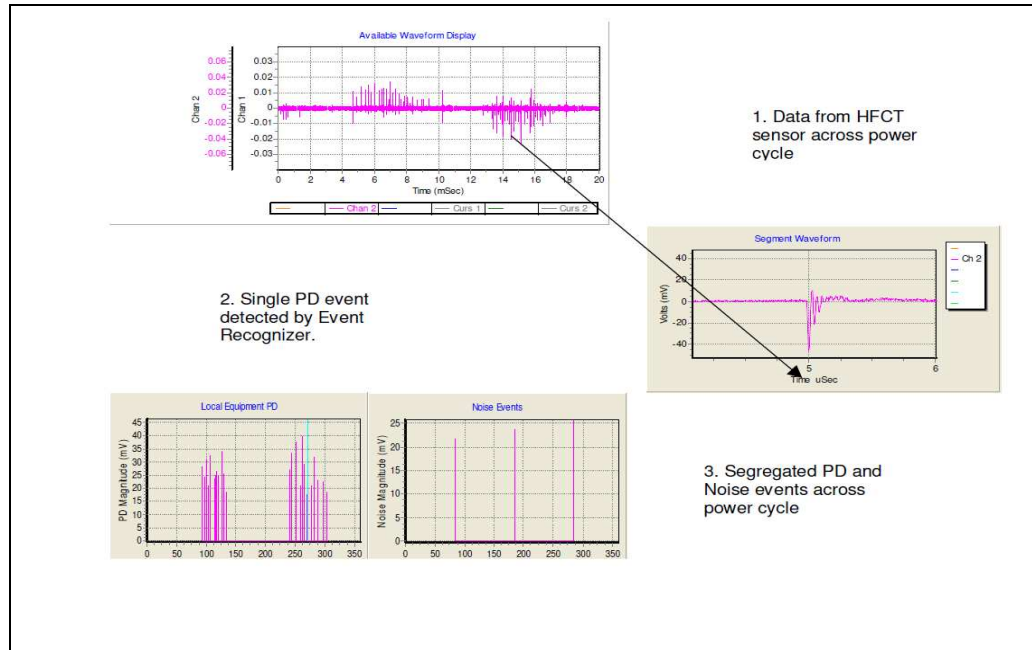 Available Waveform Display
0.06
0.04
0.02
0
-0.02
-0.04
-0.06
Chan 2
0.03
0.02
0.01
0
-0.01
-0.02
-0.03
Chan 1
0 2 4 6 8 10 12 14 16 18 20
Time (mSec)
Chan 2 Curs 1 Curs 2
1. Data from HFCT
sensor across power
cycle
Segment Waveform
40
20
0
-20
-40
Volts (mV)
5 6
Time uSec
Ch 2
2. Single PD event
detected by Event
Recognizer.
Local Equipment PD
45
40
35
30
25
20
15
10
5
0
PD Magnitude (mV)
0 50 100 150 200 250 300 350
Noise Events
25
20
15
10
5
0
Noise Magnitude (mV)
0 50 100 150 200 250 300 350
3. Segregated PD and
Noise events across
power cycle